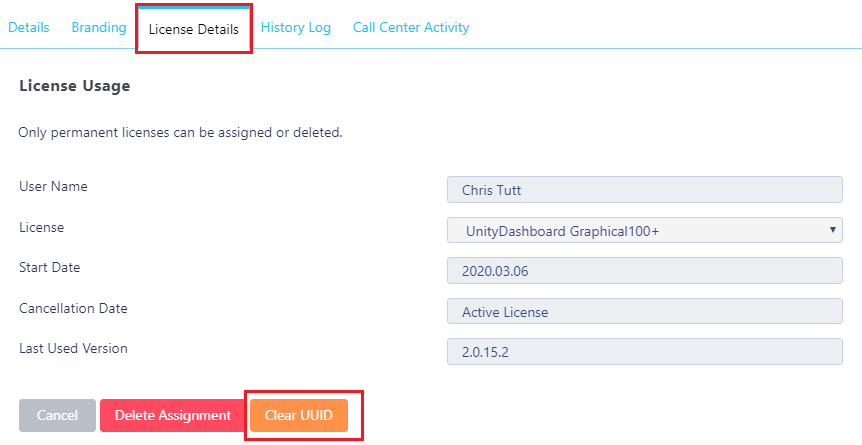 Details Branding License Details History Log Call Center Activity
License Usage
Only permanent licenses can be assigned or deleted.
User Name Chris Tutt
License UnityDashboard Graphical100+
Start Date 2020.03.06
Cancellation Date Active License
Last Used Version 2.0.15.2
Cancel Delete Assignment Clear UUID